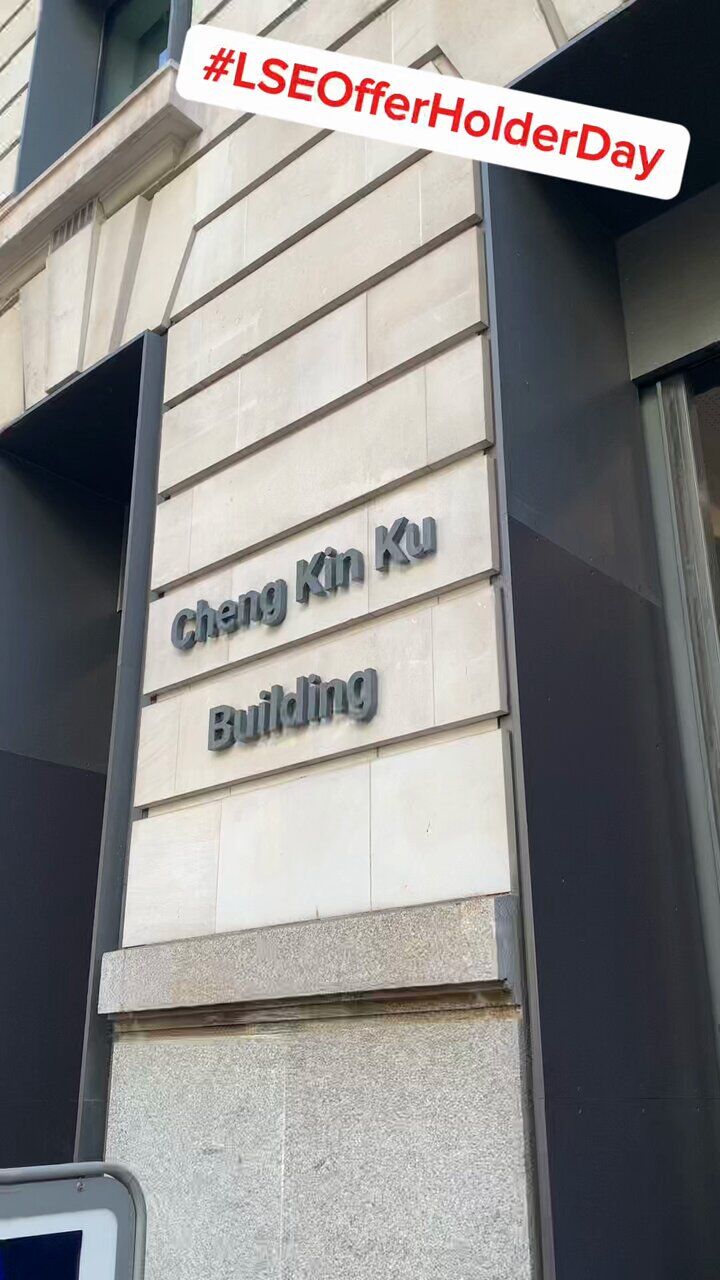 #LSEOfferHolderDay
Cheng Kin Ku
Building